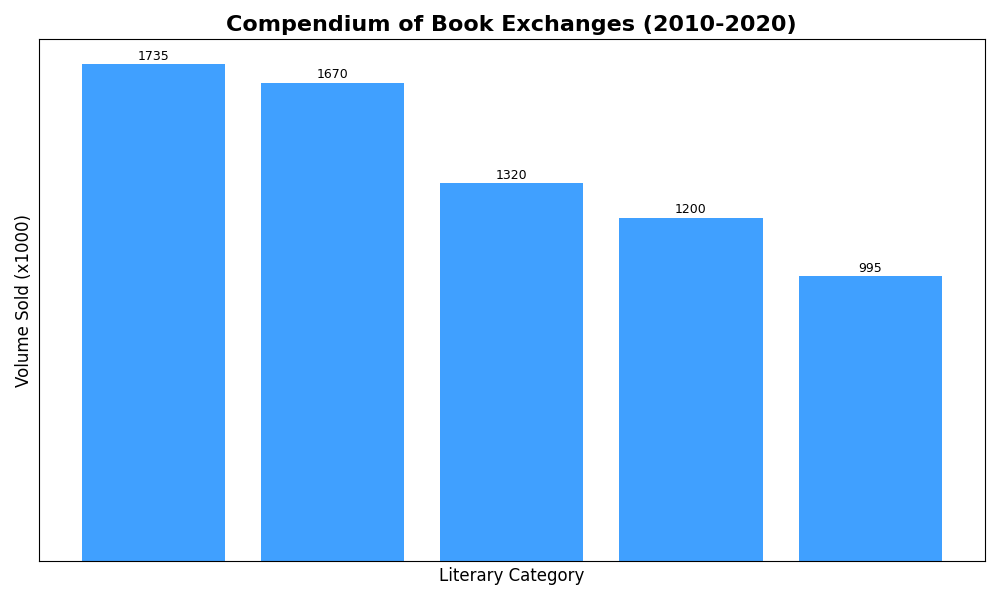 Compendium of Book Exchanges (2010-2020)
1735
1670
1320
1200
995
Volume Sold (x1000)
Literary Category